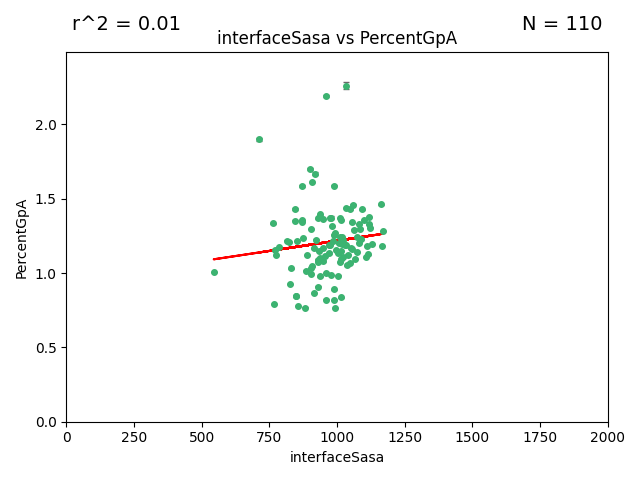 r^2 = 0.01
N = 110
interfaceSasa vs PercentGpA
PercentGpA
2.0
1.5
1.0
0.5
0.0
0 250 500 750 1000 1250 1500 1750 2000
interfaceSasa